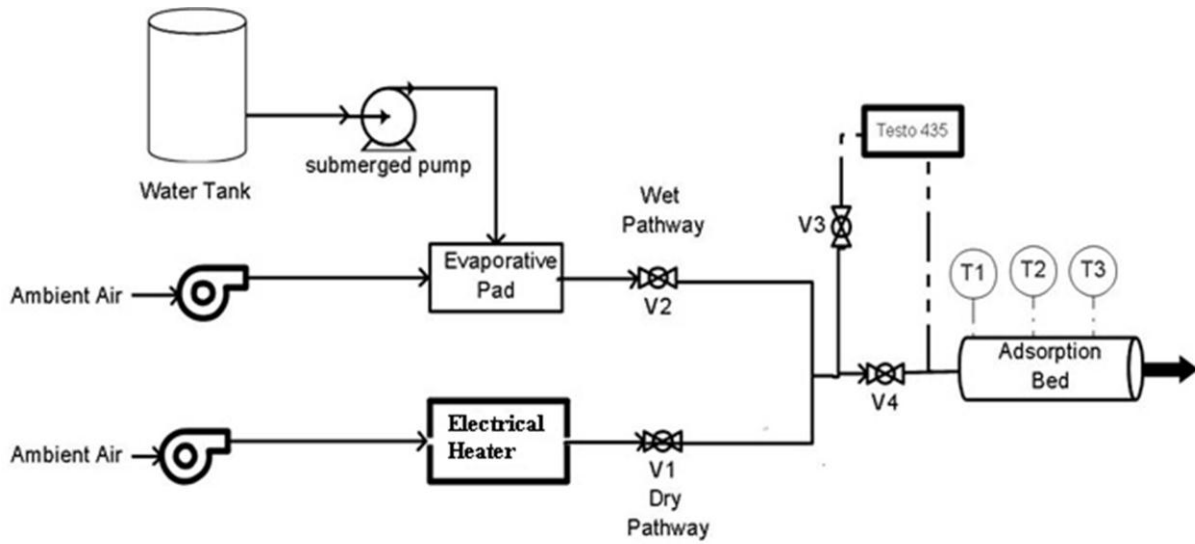 Water Tank
submerged pump
Testo 435
Wet
Pathway
V3
Ambient Air
Evaporative
Pad
V2
T1
T2
T3
Adsorption
Bed
V4
Ambient Air
Electrical
Heater
V1
Dry
Pathway